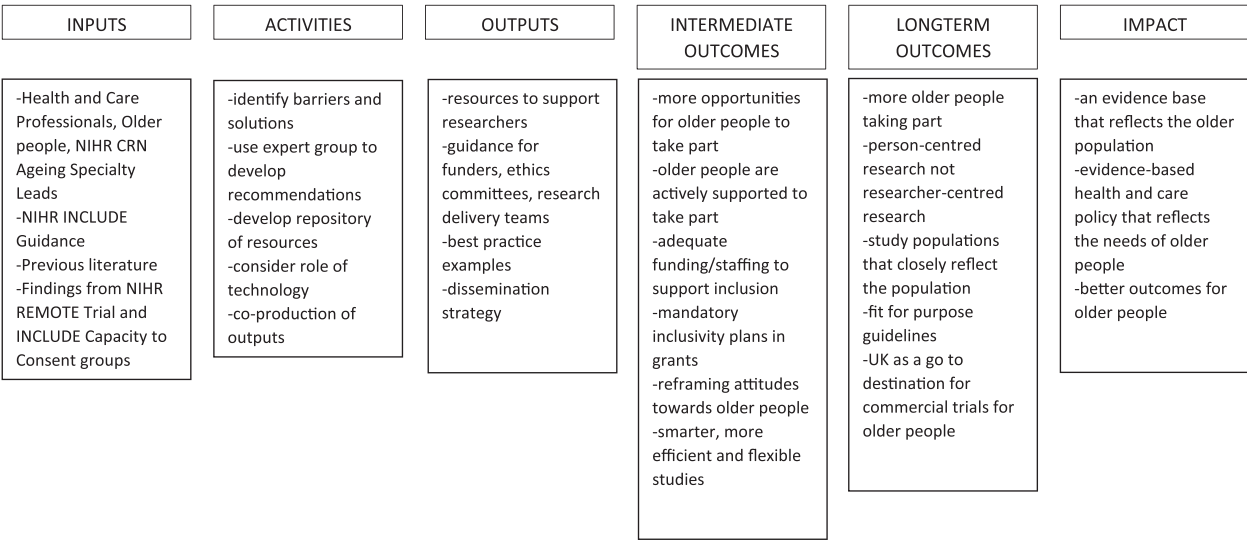 INPUTS
-Health and Care
Professionals, Older
people, NIHR CRN
Ageing Specialty
Leads
-NIHR INCLUDE
Guidance
-Previous literature
-Findings from NIHR
REMOTE Trial and
INCLUDE Capacity to
Consent groups
ACTIVITIES
-identify barriers and
solutions
-use expert group to
develop
recommendations
-develop repository
of resources
-consider role of
technology
-co-production of
outputs
OUTPUTS
-resources to support
researchers
-guidance for
funders, ethics
committees, research
delivery teams
-best practice
examples
-dissemination
strategy
INTERMEDIATE
OUTCOMES
-more opportunities
for older people to
take part
-older people are
actively supported to
take part
-adequate
funding/staffing to
support inclusion
-mandatory
inclusivity plans in
grants
-reframing attitudes
towards older people
-smarter, more
efficient and flexible
studies
LONGTERM
OUTCOMES
-more older people
taking part
-person-centred
research not
researcher-centred
research
-study populations
that closely reflect
the population
-fit for purpose
guidelines
-UK as a go to
destination for
commercial trials for
older people
IMPACT
-an evidence base
that reflects the older
population
-evidence-based
health and care
policy that reflects
the needs of older
people
-better outcomes for
older people